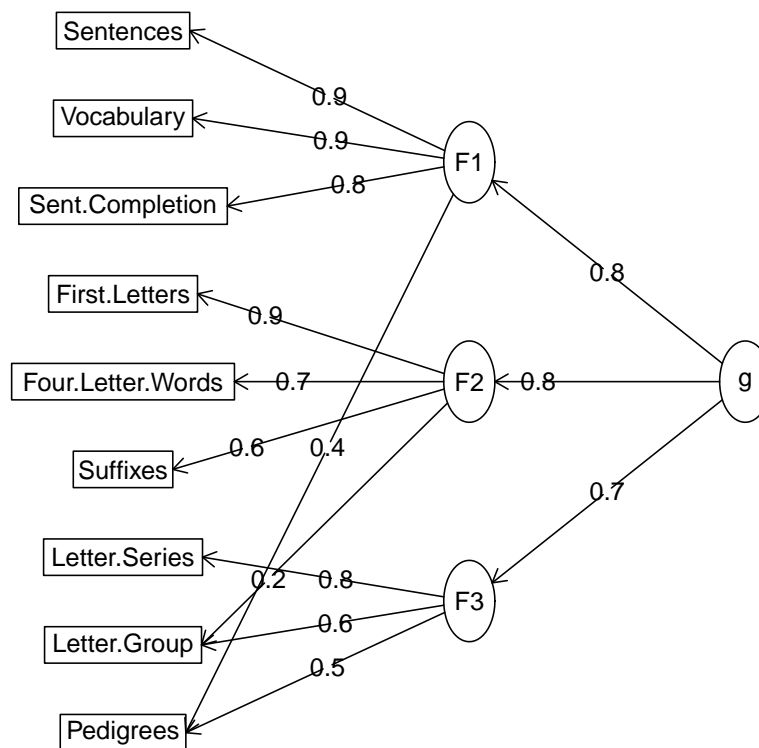 Sentences
0.9
Vocabulary
0.9
F1
Sent.Completion
0.8
0.8
First.Letters
0.9
Four.Letter.Words
0.7
F2
0.8
g
0.6
0.4
Suffixes
0.7
Letter.Series
0.2
0.8
F3
0.6
Letter.Group
0.5
Pedigrees